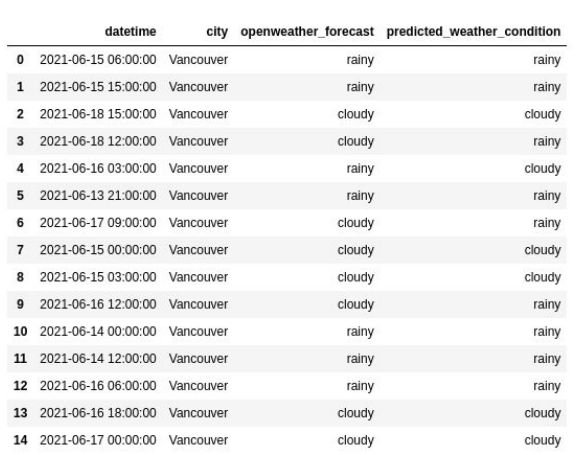 datetime city openweather_forecast predicted_weather_condition
0 2021-06-15 06:00:00 Vancouver rainy rainy
1 2021-06-15 15:00:00 Vancouver rainy rainy
2 2021-06-18 15:00:00 Vancouver cloudy cloudy
3 2021-06-18 12:00:00 Vancouver cloudy rainy
4 2021-06-16 03:00:00 Vancouver rainy cloudy
5 2021-06-13 21:00:00 Vancouver rainy rainy
6 2021-06-17 09:00:00 Vancouver cloudy rainy
7 2021-06-15 00:00:00 Vancouver cloudy cloudy
8 2021-06-15 03:00:00 Vancouver cloudy cloudy
9 2021-06-16 12:00:00 Vancouver cloudy rainy
10 2021-06-14 00:00:00 Vancouver rainy rainy
11 2021-06-14 12:00:00 Vancouver rainy rainy
12 2021-06-16 06:00:00 Vancouver rainy rainy
13 2021-06-16 18:00:00 Vancouver cloudy cloudy
14 2021-06-17 00:00:00 Vancouver cloudy cloudy